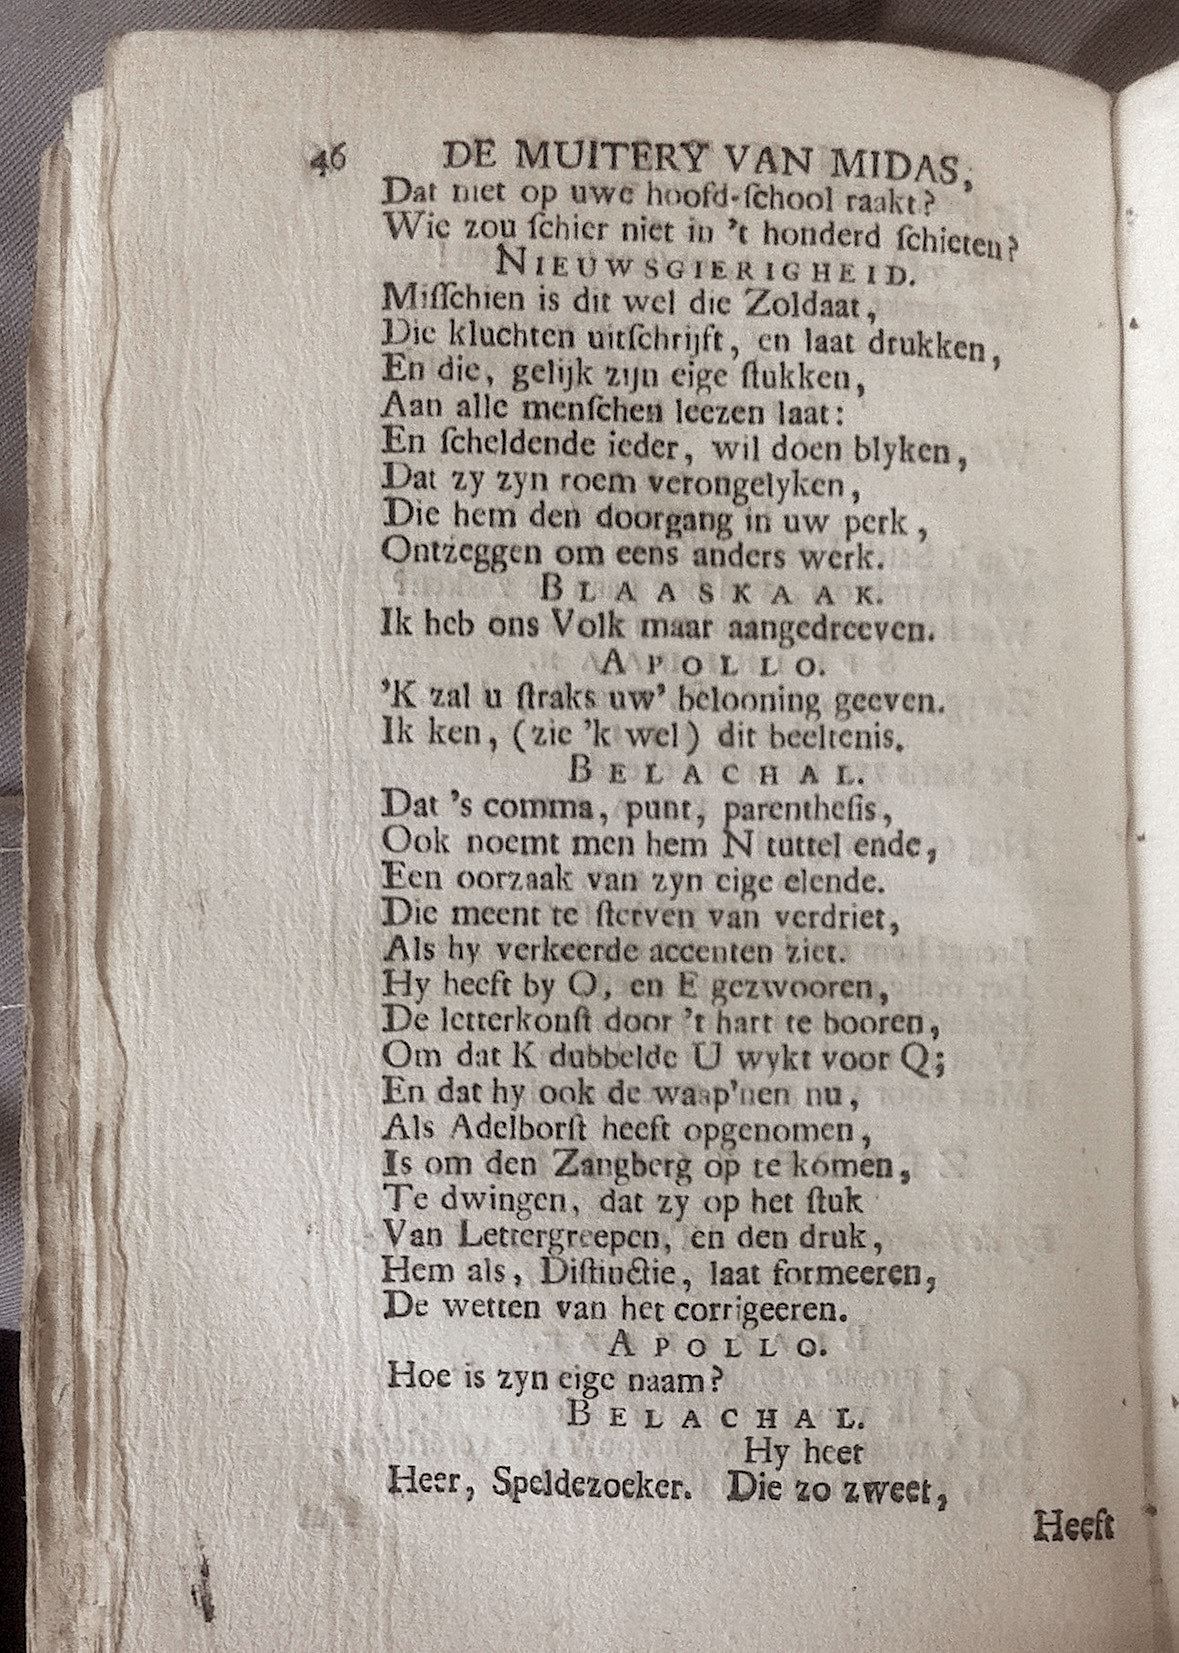 46 DE MUITERY VAN MIDAS,
Dat niet op uwe hoofd-ſchool raakt?
Wie zou ſchier niet in 't honderd ſchieten?
NIEUWSGIERIGHEID.
Miſſchien is dit wel die Zoldaat,
Die kluchten uitſchrijft, en laat drukken,
En die, gelijk zijn eige ſtukken,
Aan alle menſchen leezen laat:
En ſcheldende ieder, wil doen blyken,
Dat zy zyn roem verongelyken,
Die hem den doorgang in uw perk,
Ontzeggen om eens anders werk.
BLAASKAAK.
Ik heb ons Volk maar aangedreeven.
APOLLO.
'K zal u ſtraks uw' belooning geeven.
Ik ken, (zie 'k wel) dit beeltenis.
BELACHAL.
Dat 's comma, punt, parentheſis,
Ook noemt men hem N tuttel ende,
Een oorzaak van zyn eige elende.
Die meent te ſterven van verdriet,
Als hy verkeerde accenten ziet.
Hy heeft by O, en E gezwooren,
De letterkonſt door 't hart te booren,
Om dat K dubbelde U wykt voor Q;
En dat hy ook de waap'nen nu,
Als Adelborſt heeft opgenomen,
Is om den Zangberg op te komen,
Te dwingen, dat zy op het ſtuk
Van Lettergreepen, en den druk,
Hem als, Diſtinctie, laat formeeren,
De wetten van het corrigeeren.
APOLLO.
Hoe is zyn eige naam?
BELACHAL.
Hy heet
Heer, Speldezoeker. Die zo zweet,
Heeft